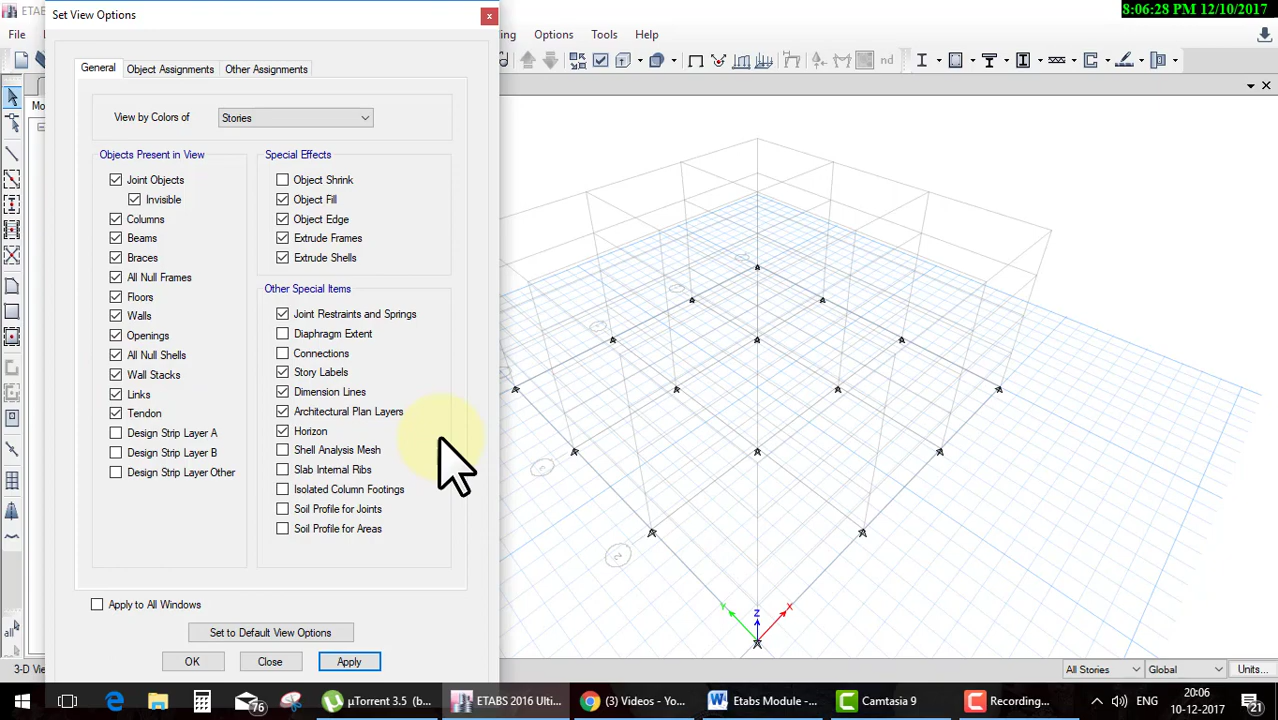 Set View Options
x
8:06:28 PM 12/10/2017
File
Options
Tools
Help
General
Object Assignments
Other Assignments
nd
View by Colors of
Stories
Objects Present in View
Joint Objects
Invisible
Columns
Beams
Braces
All Null Frames
Floors
Walls
Openings
All Null Shells
Wall Stacks
Links
Tendon
Design Strip Layer A
Design Strip Layer B
Design Strip Layer Other
Special Effects
Object Shrink
Object Fill
Object Edge
Extrude Frames
Extrude Shells
Other Special Items
Joint Restraints and Springs
Diaphragm Extent
Connections
Story Labels
Dimension Lines
Architectural Plan Layers
Horizon
Shell Analysis Mesh
Slab Internal Ribs
Isolated Column Footings
Soil Profile for Joints
Soil Profile for Areas
Apply to All Windows
Set to Default View Options
OK
Close
Apply
all
Y
Z
X
All Stories
Global
Units...
76
µTorrent 3.5 (b...
ETABS 2016 Ulti...
(3) Videos - Yo...
Etabs Module -...
Camtasia 9
Recording...
ENG
20:06
10-12-2017
21